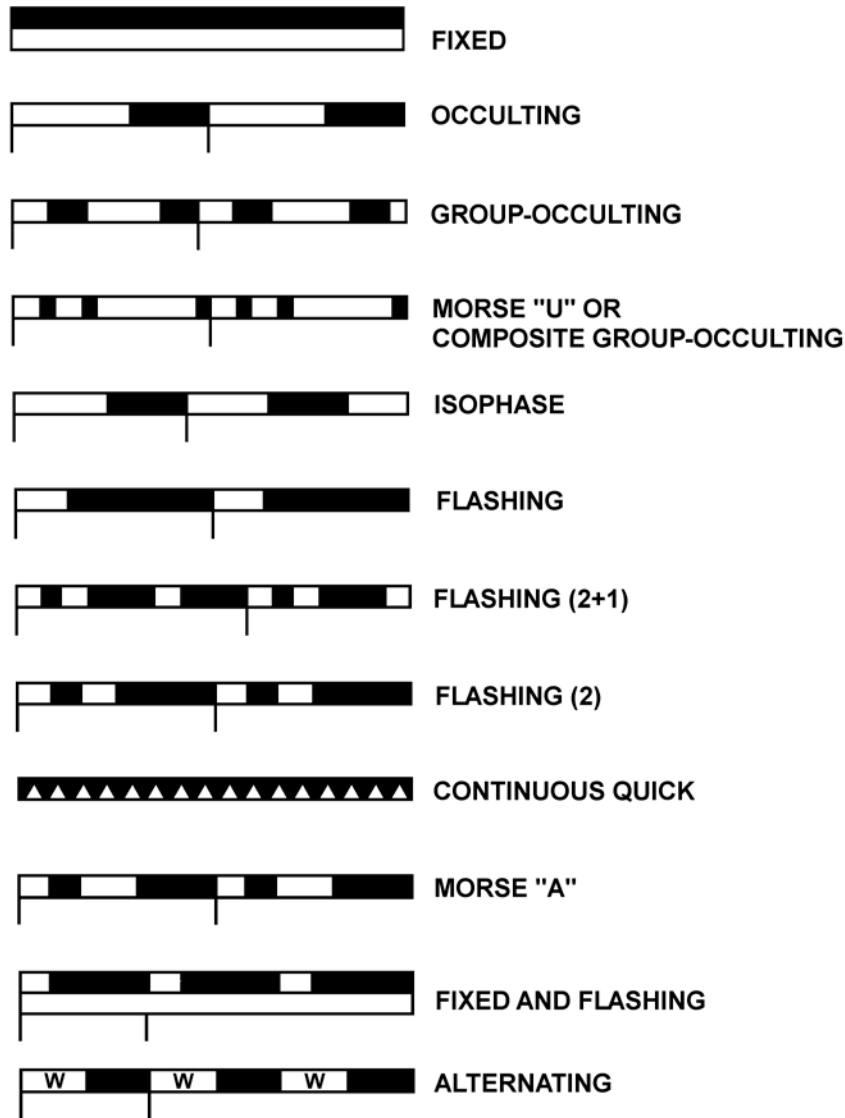 FIXED
OCCULTING
GROUP-OCCULTING
MORSE "U" OR
COMPOSITE GROUP-OCCULTING
ISOPHASE
FLASHING
FLASHING (2+1)
FLASHING (2)
CONTINUOUS QUICK
MORSE "A"
FIXED AND FLASHING
W W W ALTERNATING